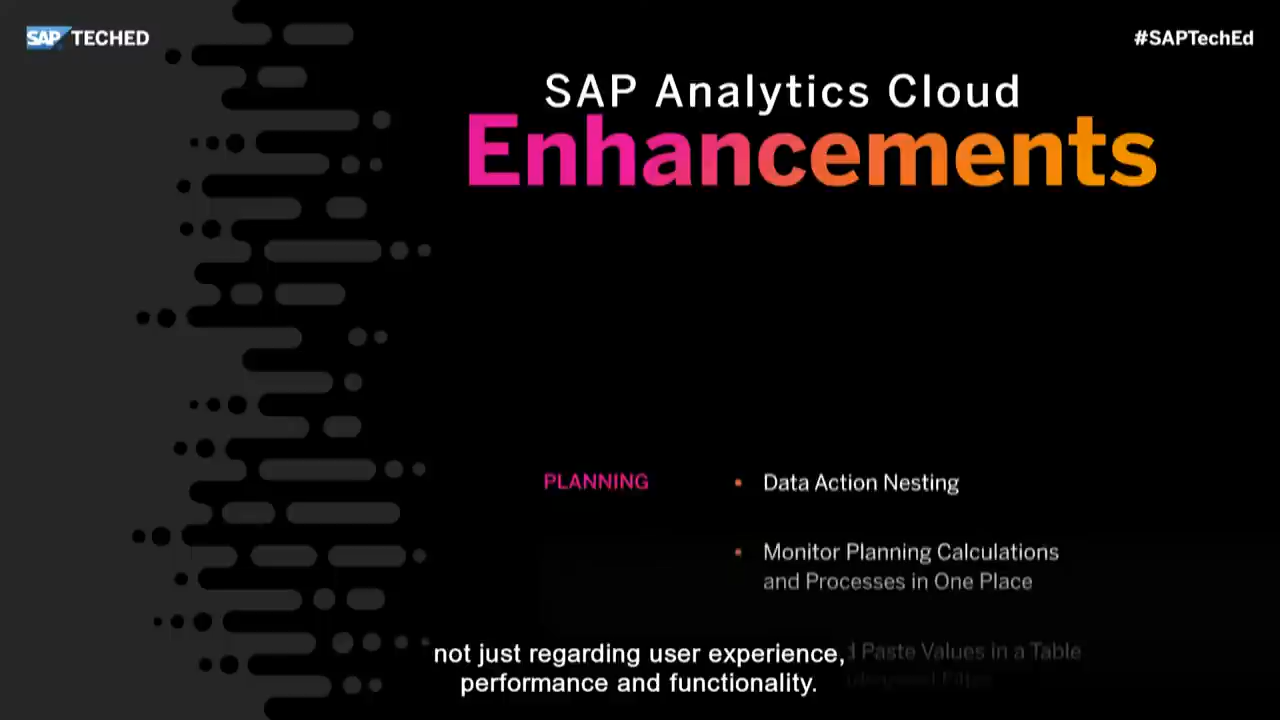 SAP TECHED
#SAPTechEd
SAP Analytics Cloud
Enhancements
PLANNING
• Data Action Nesting
• Monitor Planning Calculations
and Processes in One Place
Paste Values in a Table
not just regarding user experience,
performance and functionality.